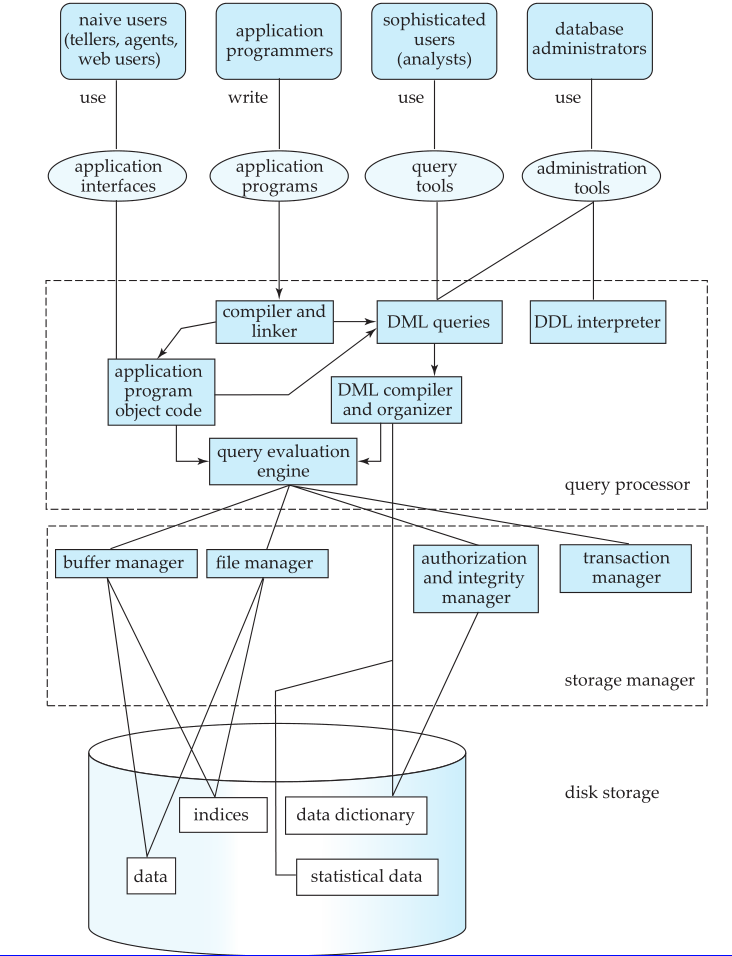 naive users
(tellers, agents,
web users)
application
programmers
sophisticated
users
(analysts)
database
administrators
use
write
use
use
application
interfaces
application
programs
query
tools
administration
tools
compiler and
linker
DML queries
DDL interpreter
application
program
object code
DML compiler
and organizer
query evaluation
engine
query processor
buffer manager
file manager
authorization
and integrity
manager
transaction
manager
storage manager
disk storage
indices
data dictionary
data
statistical data